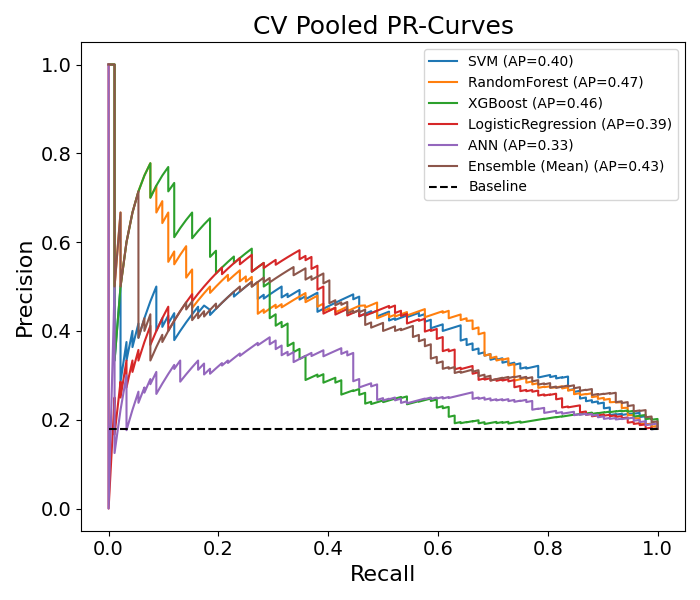 CV Pooled PR-Curves
Precision
1.0
0.8
0.6
0.4
0.2
0.0
SVM (AP=0.40)
RandomForest (AP=0.47)
XGBoost (AP=0.46)
LogisticRegression (AP=0.39)
ANN (AP=0.33)
Ensemble (Mean) (AP=0.43)
Baseline
0.0 0.2 0.4 0.6 0.8 1.0
Recall